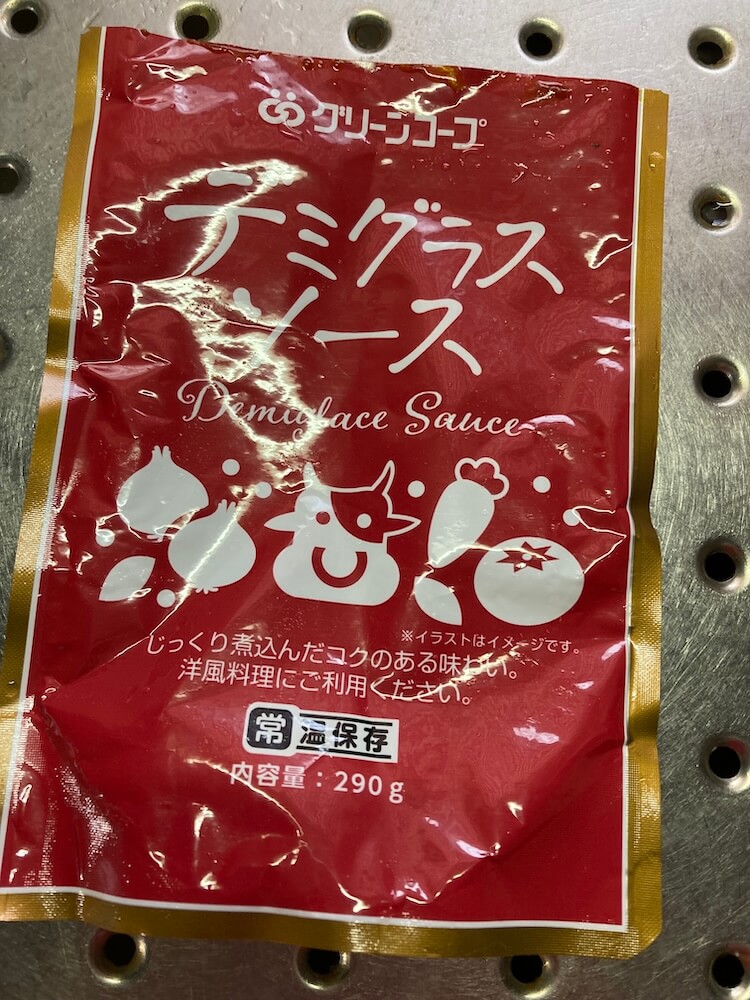 グリーンコープ
デミグラス
ソース
Demiglace Sauce
※イラストはイメージです。
じっくり煮込んだコクのある味わい。
洋風料理にご利用ください。
常温保存
内容量：290g